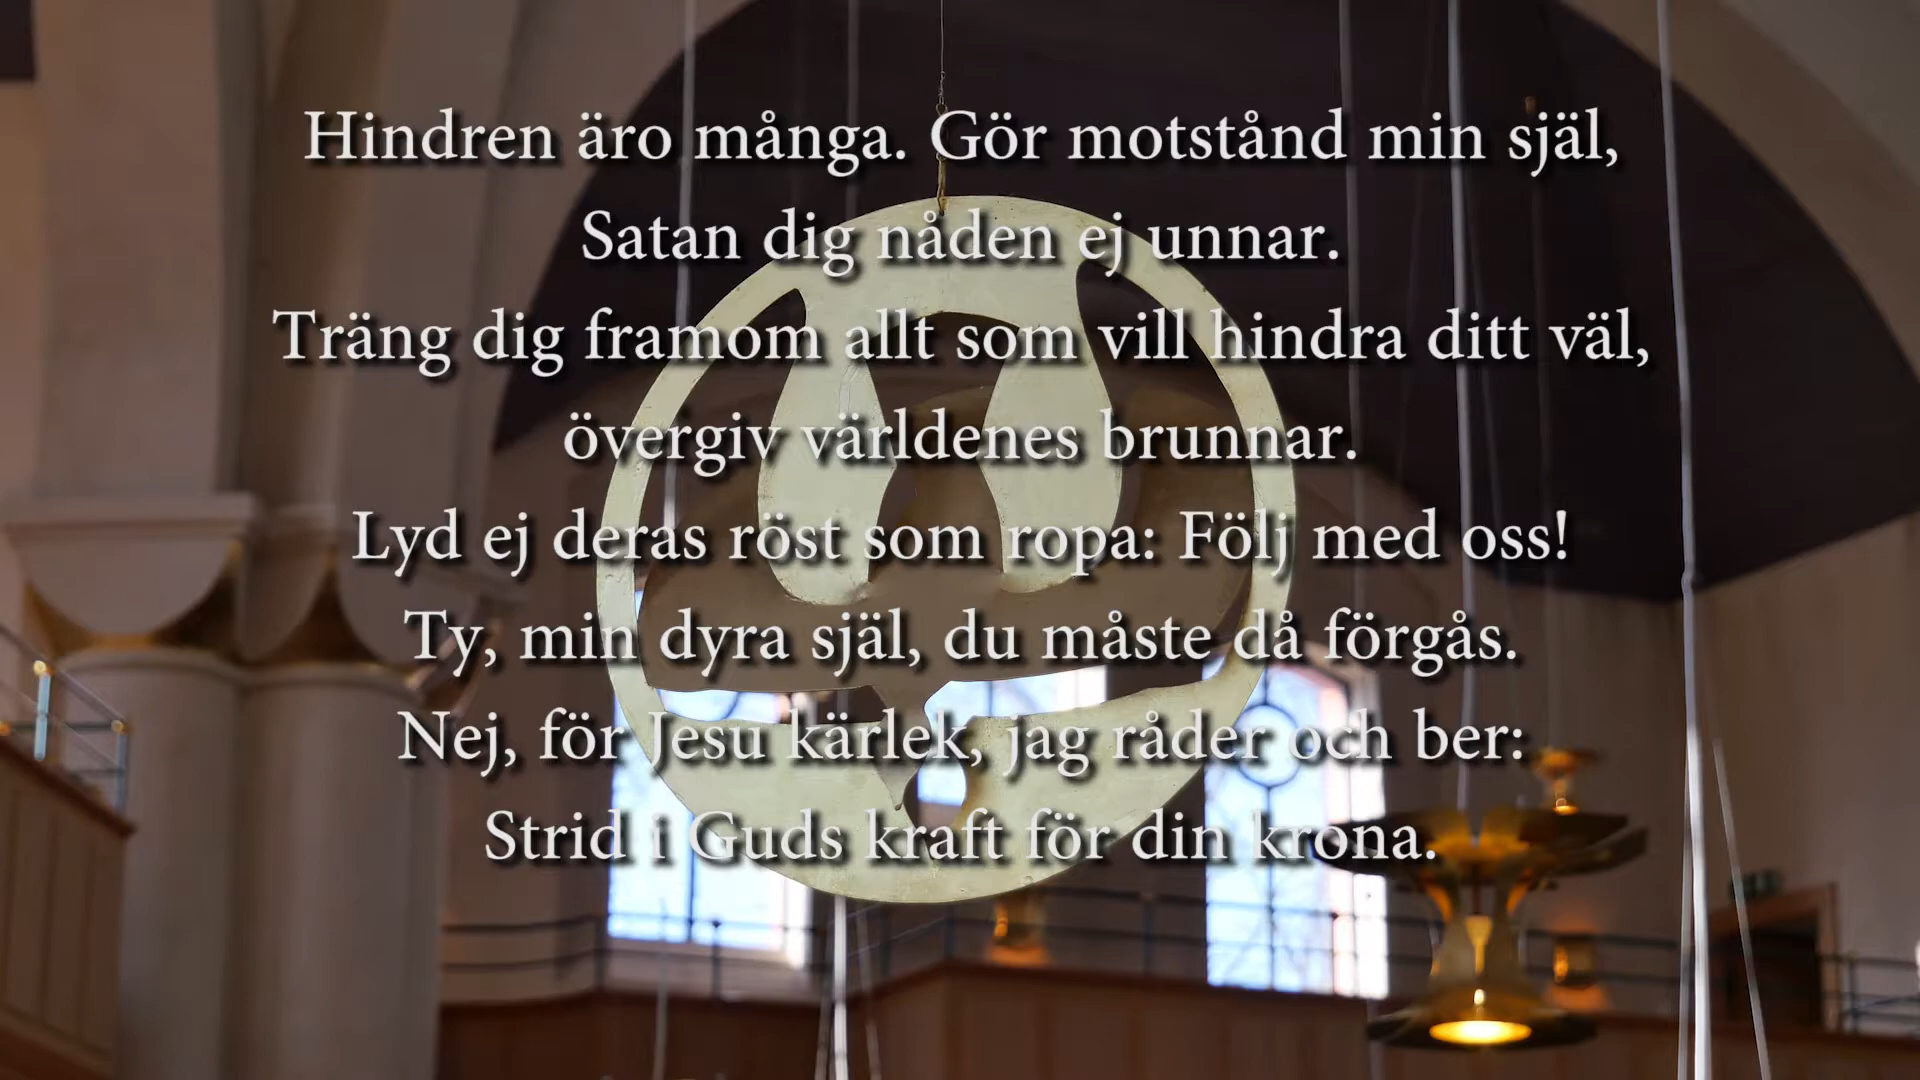 Hindren äro många. Gör motstånd min själ,
Satan dig nåden ej unnar.
Träng dig framom allt som vill hindra ditt väl,
övergiv världenes brunnar.
Lyd ej deras röst som ropa: Följ med oss!
Ty, min dyra själ, du måste då förgås.
Nej, för Jesu kärlek, jag råder och ber:
Strid i Guds kraft för din krona.